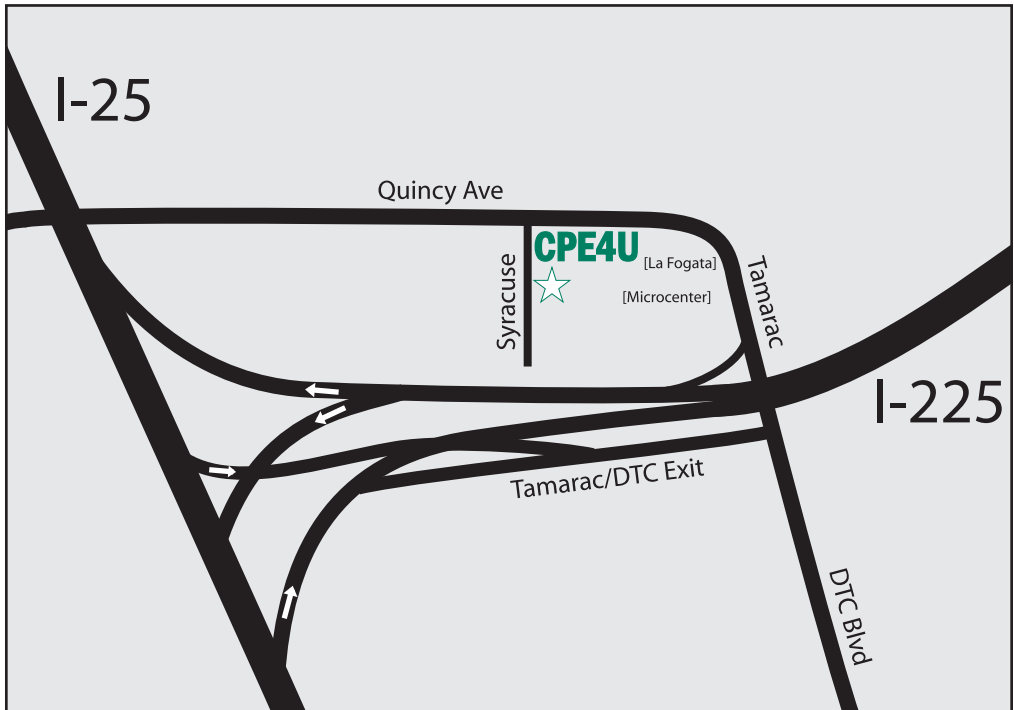 I-25
Quincy Ave
CPE4U
[La Fogata]
Tamarac
Syracuse
[Microcenter]
I-225
Tamarac/DTC Exit
DTC Blvd